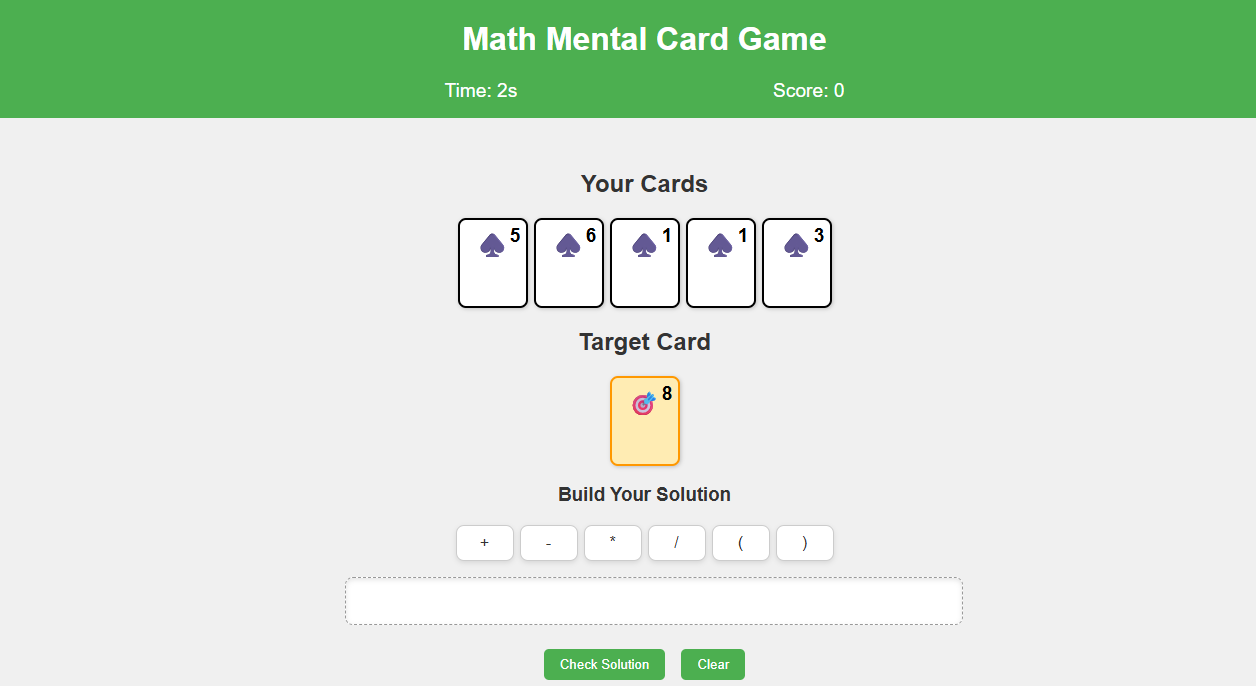 Math Mental Card Game
Time: 2s Score: 0
Your Cards
5 6 1 1 3
Target Card
8
Build Your Solution
+ - * / ( )
Check Solution Clear